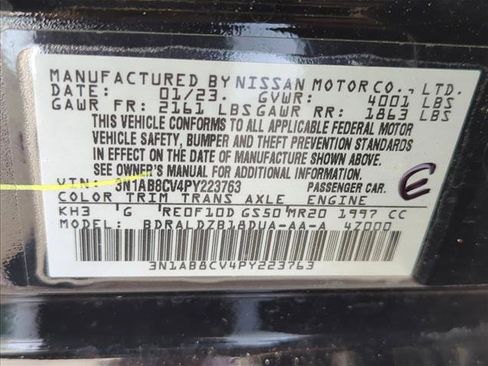 MANUFACTURED BY NISSAN MOTOR CO., LTD.
DATE: 01/23 GVWR: 4001 LBS
GAWR FR: 2161 LBS GAWR RR: 1863 LBS
THIS VEHICLE CONFORMS TO ALL APPLICABLE FEDERAL MOTOR
VEHICLE SAFETY, BUMPER AND THEFT PREVENTION STANDARDS
IN EFFECT ON THE DATE OF MANUFACTURE SHOWN ABOVE.
SEE OWNER'S MANUAL FOR ADDITIONAL INFORMATION.
VIN: 3N1AB8CV4PY223763 PASSENGER CAR
COLOR TRIM TRANS AXLE ENGINE
KH3 G RE0F10D GS50 MR20 1997 CC
MODEL: BDRALDZB18DUA-AA-A 4Z000
3N1AB8CV4PY223763
E